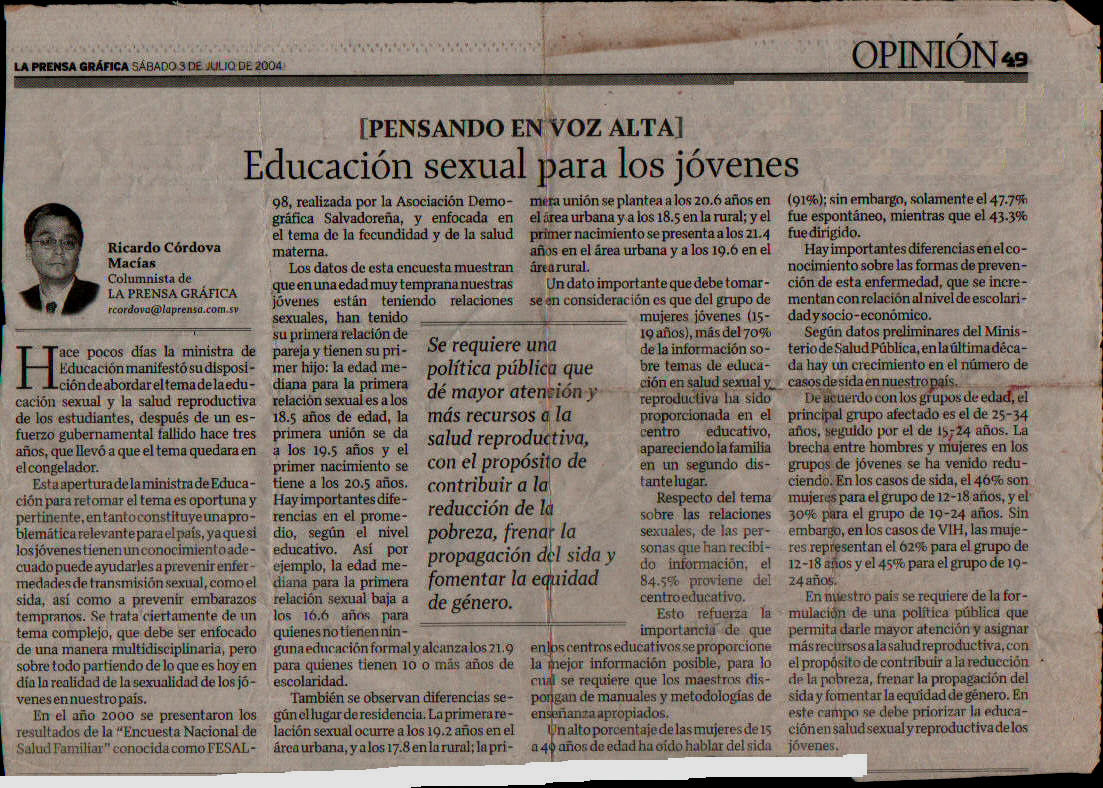 LA PRENSA GRÁFICA SÁBADO 3 DE JULIO DE 2004
OPINIÓN 49
[PENSANDO EN VOZ ALTA]
Educación sexual para los jóvenes
Ricardo Córdova
Macías
Columnista de
LA PRENSA GRÁFICA
rcordova@laprensa.com.sv
Hace pocos días la ministra de
Educación manifestó su disposi-
ción de abordar el tema de la edu-
cación sexual y la salud reproductiva
de los estudiantes, después de un es-
fuerzo gubernamental fallido hace tres
años, que llevó a que el tema quedara en
el congelador.
Esta apertura de la ministra de Educa-
ción para retomar el tema es oportuna y
pertinente, en tanto constituye una pro-
blemática relevante para el país, ya que si
los jóvenes tienen un conocimiento ade-
cuado puede ayudarles a prevenir enfer-
medades de transmisión sexual, como el
sida, así como a prevenir embarazos
tempranos. Se trata ciertamente de un
tema complejo, que debe ser enfocado
de una manera multidisciplinaria, pero
sobre todo partiendo de lo que es hoy en
día la realidad de la sexualidad de los jó-
venes en nuestro país.
En el año 2000 se presentaron los
resultados de la "Encuesta Nacional de
Salud Familiar" conocida como FESAL-
98, realizada por la Asociación Demo-
gráfica Salvadoreña, y enfocada en
el tema de la fecundidad y de la salud
materna.
Los datos de esta encuesta muestran
que en una edad muy temprana nuestras
jóvenes están teniendo relaciones
sexuales, han tenido
su primera relación de
pareja y tienen su pri-
mer hijo: la edad me-
diana para la primera
relación sexual es a los
18.5 años de edad, la
primera unión se da
a los 19.5 años y el
primer nacimiento se
tiene a los 20.5 años.
Hay importantes dife-
rencias en el prome-
dio, según el nivel
educativo. Así por
ejemplo, la edad me-
diana para la primera
relación sexual baja a
los 16.6 años para
quienes no tienen nin-
guna educación formal y alcanza los 21.9
para quienes tienen 10 o más años de
escolaridad.
También se observan diferencias se-
gún el lugar de residencia. La primera re-
lación sexual ocurre a los 19.2 años en el
área urbana, y a los 17.8 en la rural; la pri-
Se requiere una
política pública que
dé mayor atención y
más recursos a la
salud reproductiva,
con el propósito de
contribuir a la
reducción de la
pobreza, frenar la
propagación del sida y
fomentar la equidad
de género.
mera unión se plantea a los 20.6 años en
el área urbana y a los 18.5 en la rural; y el
primer nacimiento se presenta a los 21.4
años en el área urbana y a los 19.6 en el
área rural.
Un dato importante que debe tomar-
se en consideración es que del grupo de
mujeres jóvenes (15-
19 años), más del 70%
de la información so-
bre temas de educa-
ción en salud sexual y
reproductiva ha sido
proporcionada en el
centro educativo,
apareciendo la familia
en un segundo dis-
tante lugar.
Respecto del tema
sobre las relaciones
sexuales, de las per-
sonas que han recibi-
do información, el
84.5% proviene del
centro educativo.
Esto refuerza la
importancia de que
en los centros educativos se proporcione
la mejor información posible, para lo
cual se requiere que los maestros dis-
pongan de manuales y metodologías de
enseñanza apropiados.
Un alto porcentaje de las mujeres de 15
a 49 años de edad ha oído hablar del sida
(91%); sin embargo, solamente el 47.7%
fue espontáneo, mientras que el 43.3%
fue dirigido.
Hay importantes diferencias en el co-
nocimiento sobre las formas de preven-
ción de esta enfermedad, que se incre-
mentan con relación al nivel de escolari-
dad y socio-económico.
Según datos preliminares del Minis-
terio de Salud Pública, en la última déca-
da hay un crecimiento en el número de
casos de sida en nuestro país.
De acuerdo con los grupos de edad, el
principal grupo afectado es el de 25-34
años, seguido por el de 15-24 años. La
brecha entre hombres y mujeres en los
grupos de jóvenes se ha venido redu-
ciendo. En los casos de sida, el 46% son
mujeres para el grupo de 12-18 años, y el
30% para el grupo de 19-24 años. Sin
embargo, en los casos de VIH, las muje-
res representan el 62% para el grupo de
12-18 años y el 45% para el grupo de 19-
24 años.
En nuestro país se requiere de la for-
mulación de una política pública que
permita darle mayor atención y asignar
más recursos a la salud reproductiva, con
el propósito de contribuir a la reducción
de la pobreza, frenar la propagación del
sida y fomentar la equidad de género. En
este campo se debe priorizar la educa-
ción en salud sexual y reproductiva de los
jóvenes.